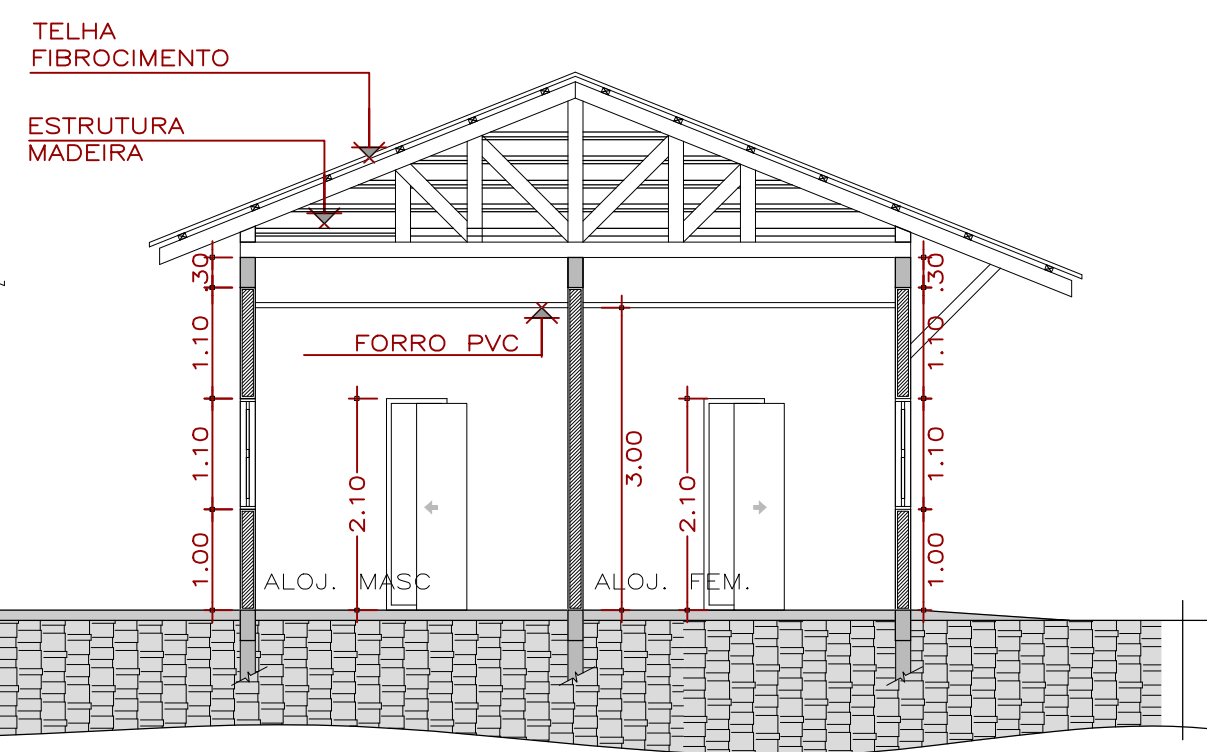 TELHA
FIBROCIMENTO
ESTRUTURA
MADEIRA
.30
.30
1.10
1.10
FORRO PVC
1.10
1.10
3.00
2.10
2.10
1.00
1.00
ALOJ. MASC
ALOJ. FEM.